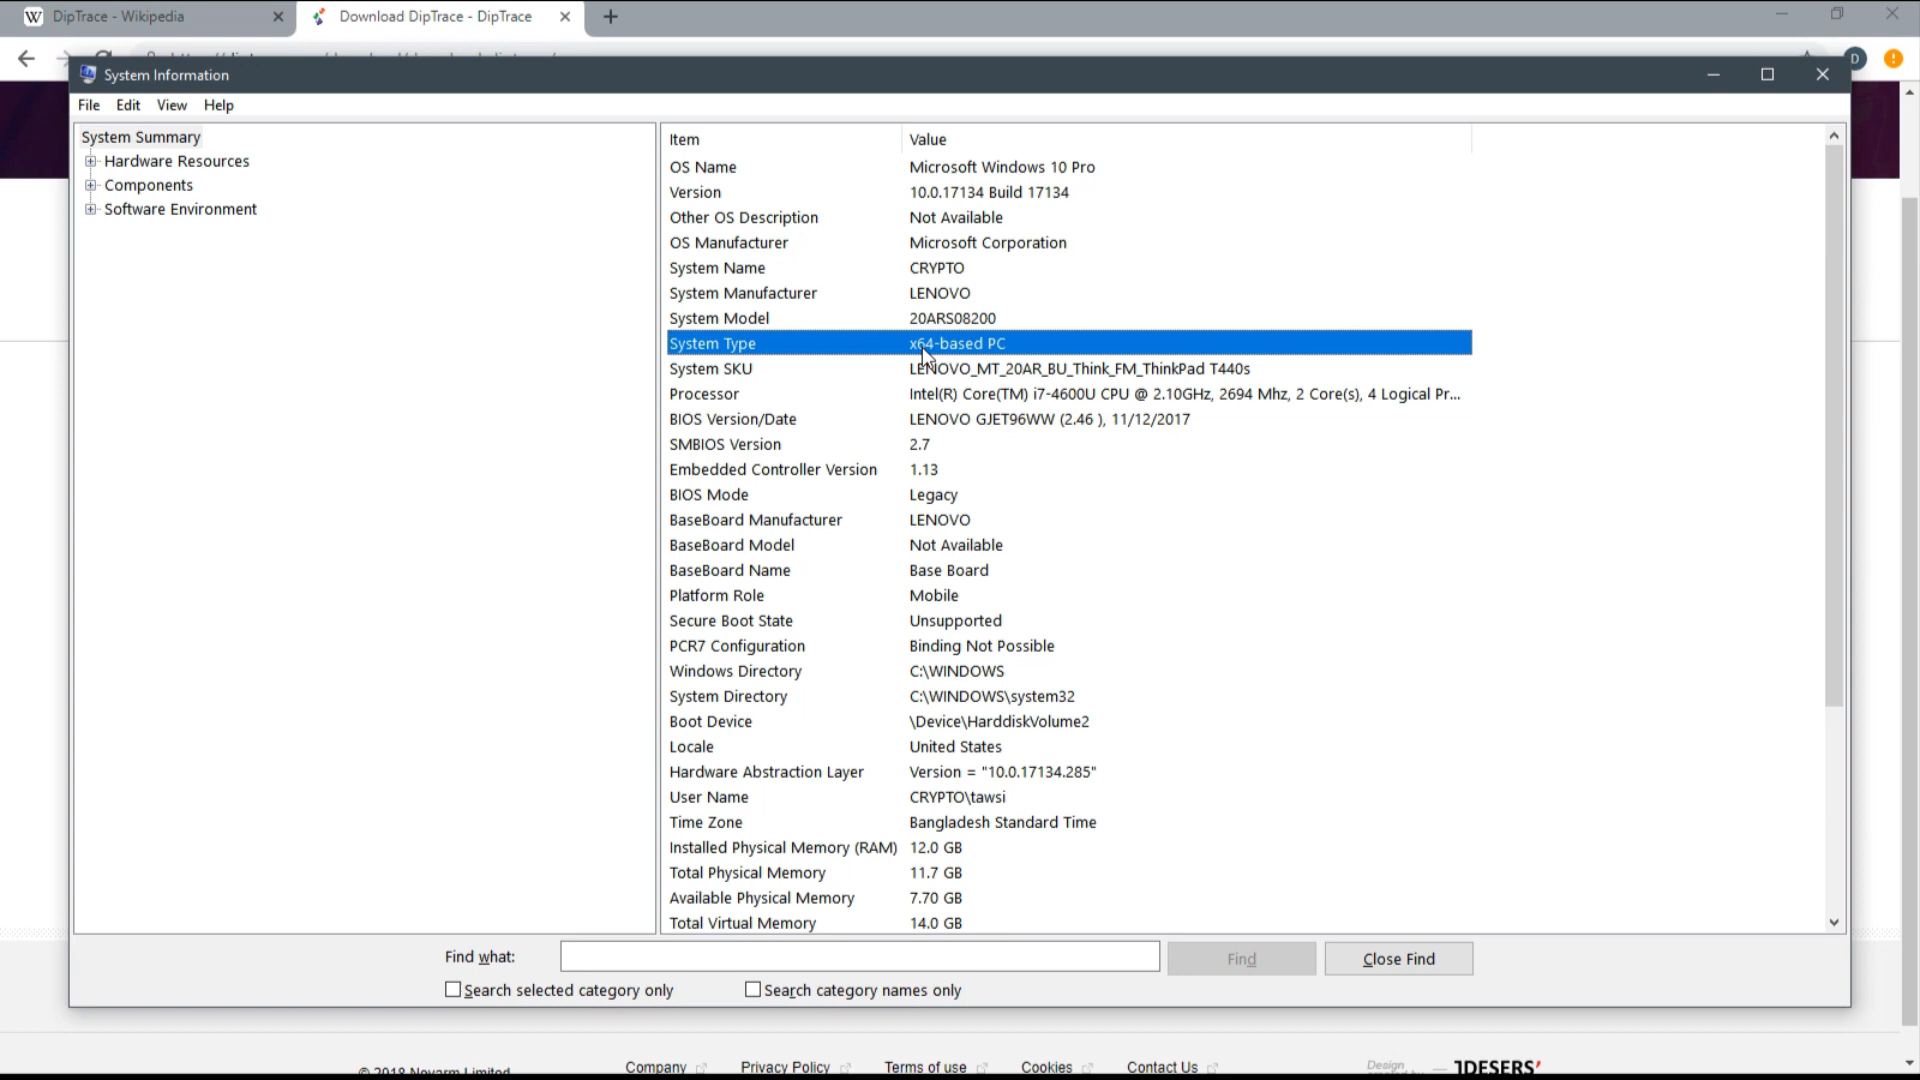 DipTrace - Wikipedia
Download DipTrace - DipTrace
D
System Information
File Edit View Help
System Summary
Hardware Resources
Components
Software Environment
Item Value
OS Name Microsoft Windows 10 Pro
Version 10.0.17134 Build 17134
Other OS Description Not Available
OS Manufacturer Microsoft Corporation
System Name CRYPTO
System Manufacturer LENOVO
System Model 20ARS08200
System Type x64-based PC
System SKU LENOVO_MT_20AR_BU_Think_FM_ThinkPad T440s
Processor Intel(R) Core(TM) i7-4600U CPU @ 2.10GHz, 2694 Mhz, 2 Core(s), 4 Logical Pr...
BIOS Version/Date LENOVO GJET96WW (2.46 ), 11/12/2017
SMBIOS Version 2.7
Embedded Controller Version 1.13
BIOS Mode Legacy
BaseBoard Manufacturer LENOVO
BaseBoard Model Not Available
BaseBoard Name Base Board
Platform Role Mobile
Secure Boot State Unsupported
PCR7 Configuration Binding Not Possible
Windows Directory C:\WINDOWS
System Directory C:\WINDOWS\system32
Boot Device \Device\HarddiskVolume2
Locale United States
Hardware Abstraction Layer Version = "10.0.17134.285"
User Name CRYPTO\tawsi
Time Zone Bangladesh Standard Time
Installed Physical Memory (RAM) 12.0 GB
Total Physical Memory 11.7 GB
Available Physical Memory 7.70 GB
Total Virtual Memory 14.0 GB
Find what: Find Close Find
Search selected category only Search category names only
© 2018 Novarm Limited Company Privacy Policy Terms of use Cookies Contact Us Design — JDESERS'